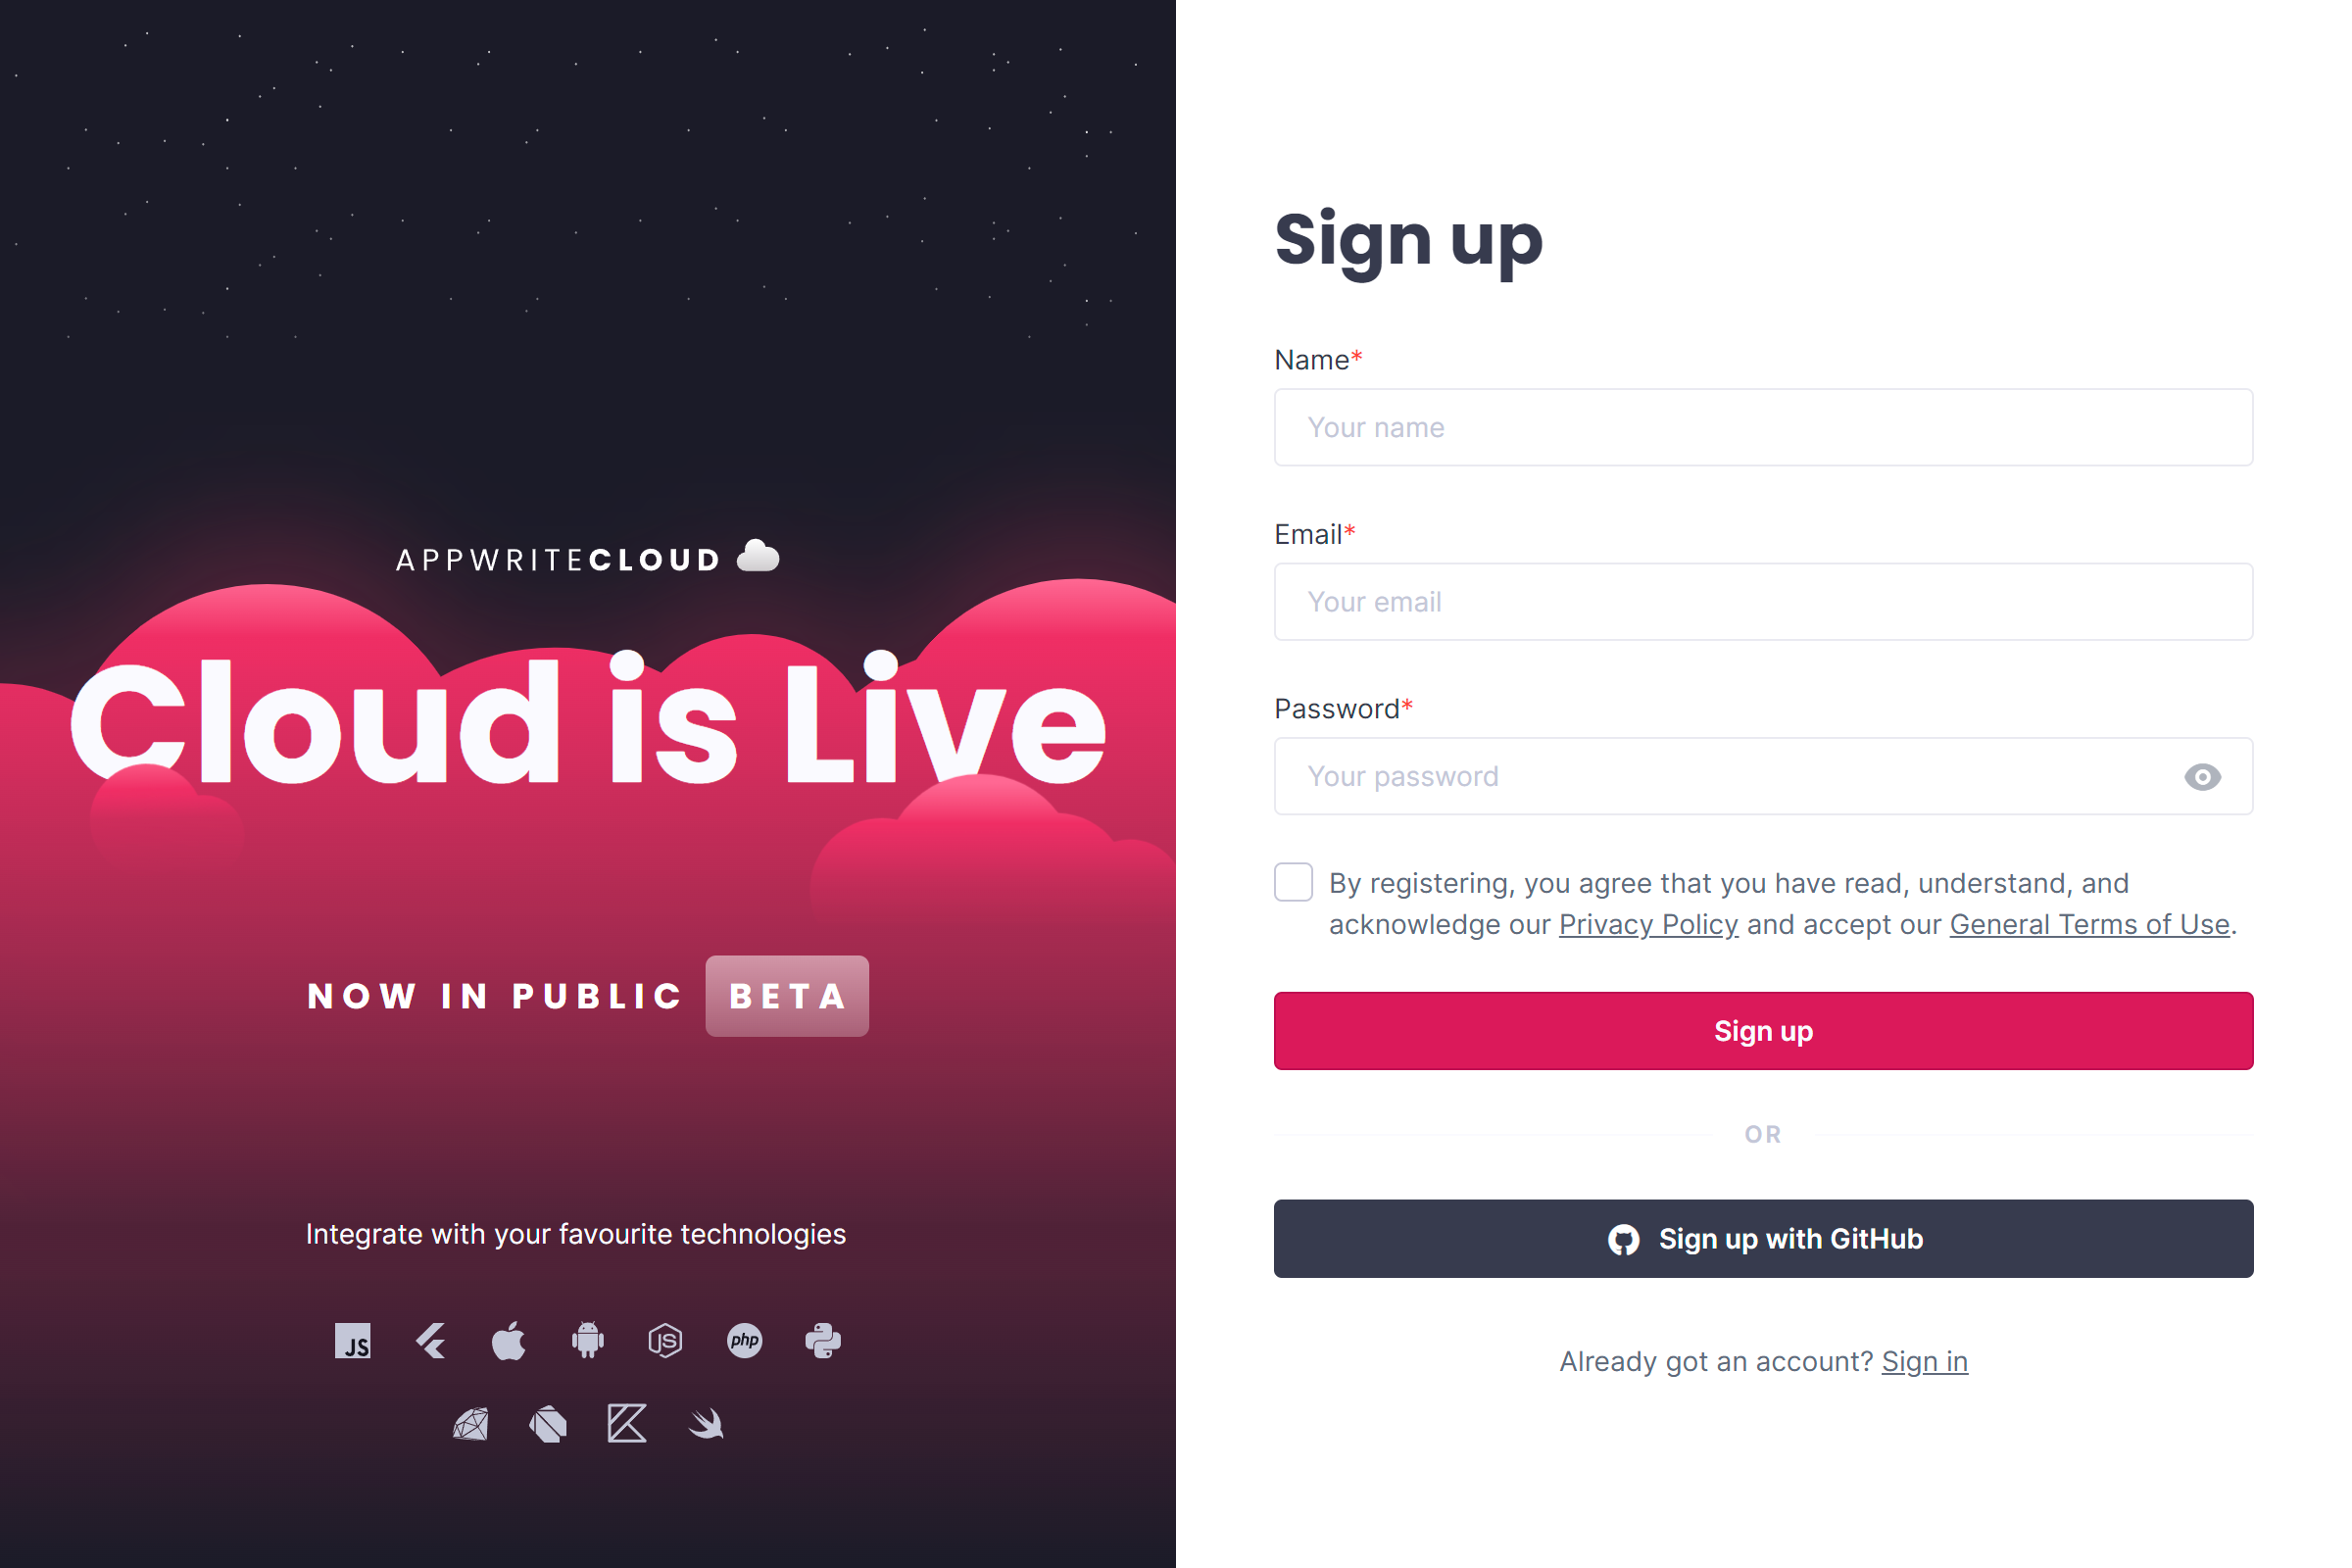 APPWRITECLOUD
Cloud is Live
NOW IN PUBLIC BETA
Integrate with your favourite technologies
JS JS php
Sign up
Name*
Your name
Email*
Your email
Password*
Your password
By registering, you agree that you have read, understand, and
acknowledge our Privacy Policy and accept our General Terms of Use.
Sign up
OR
Sign up with GitHub
Already got an account? Sign in